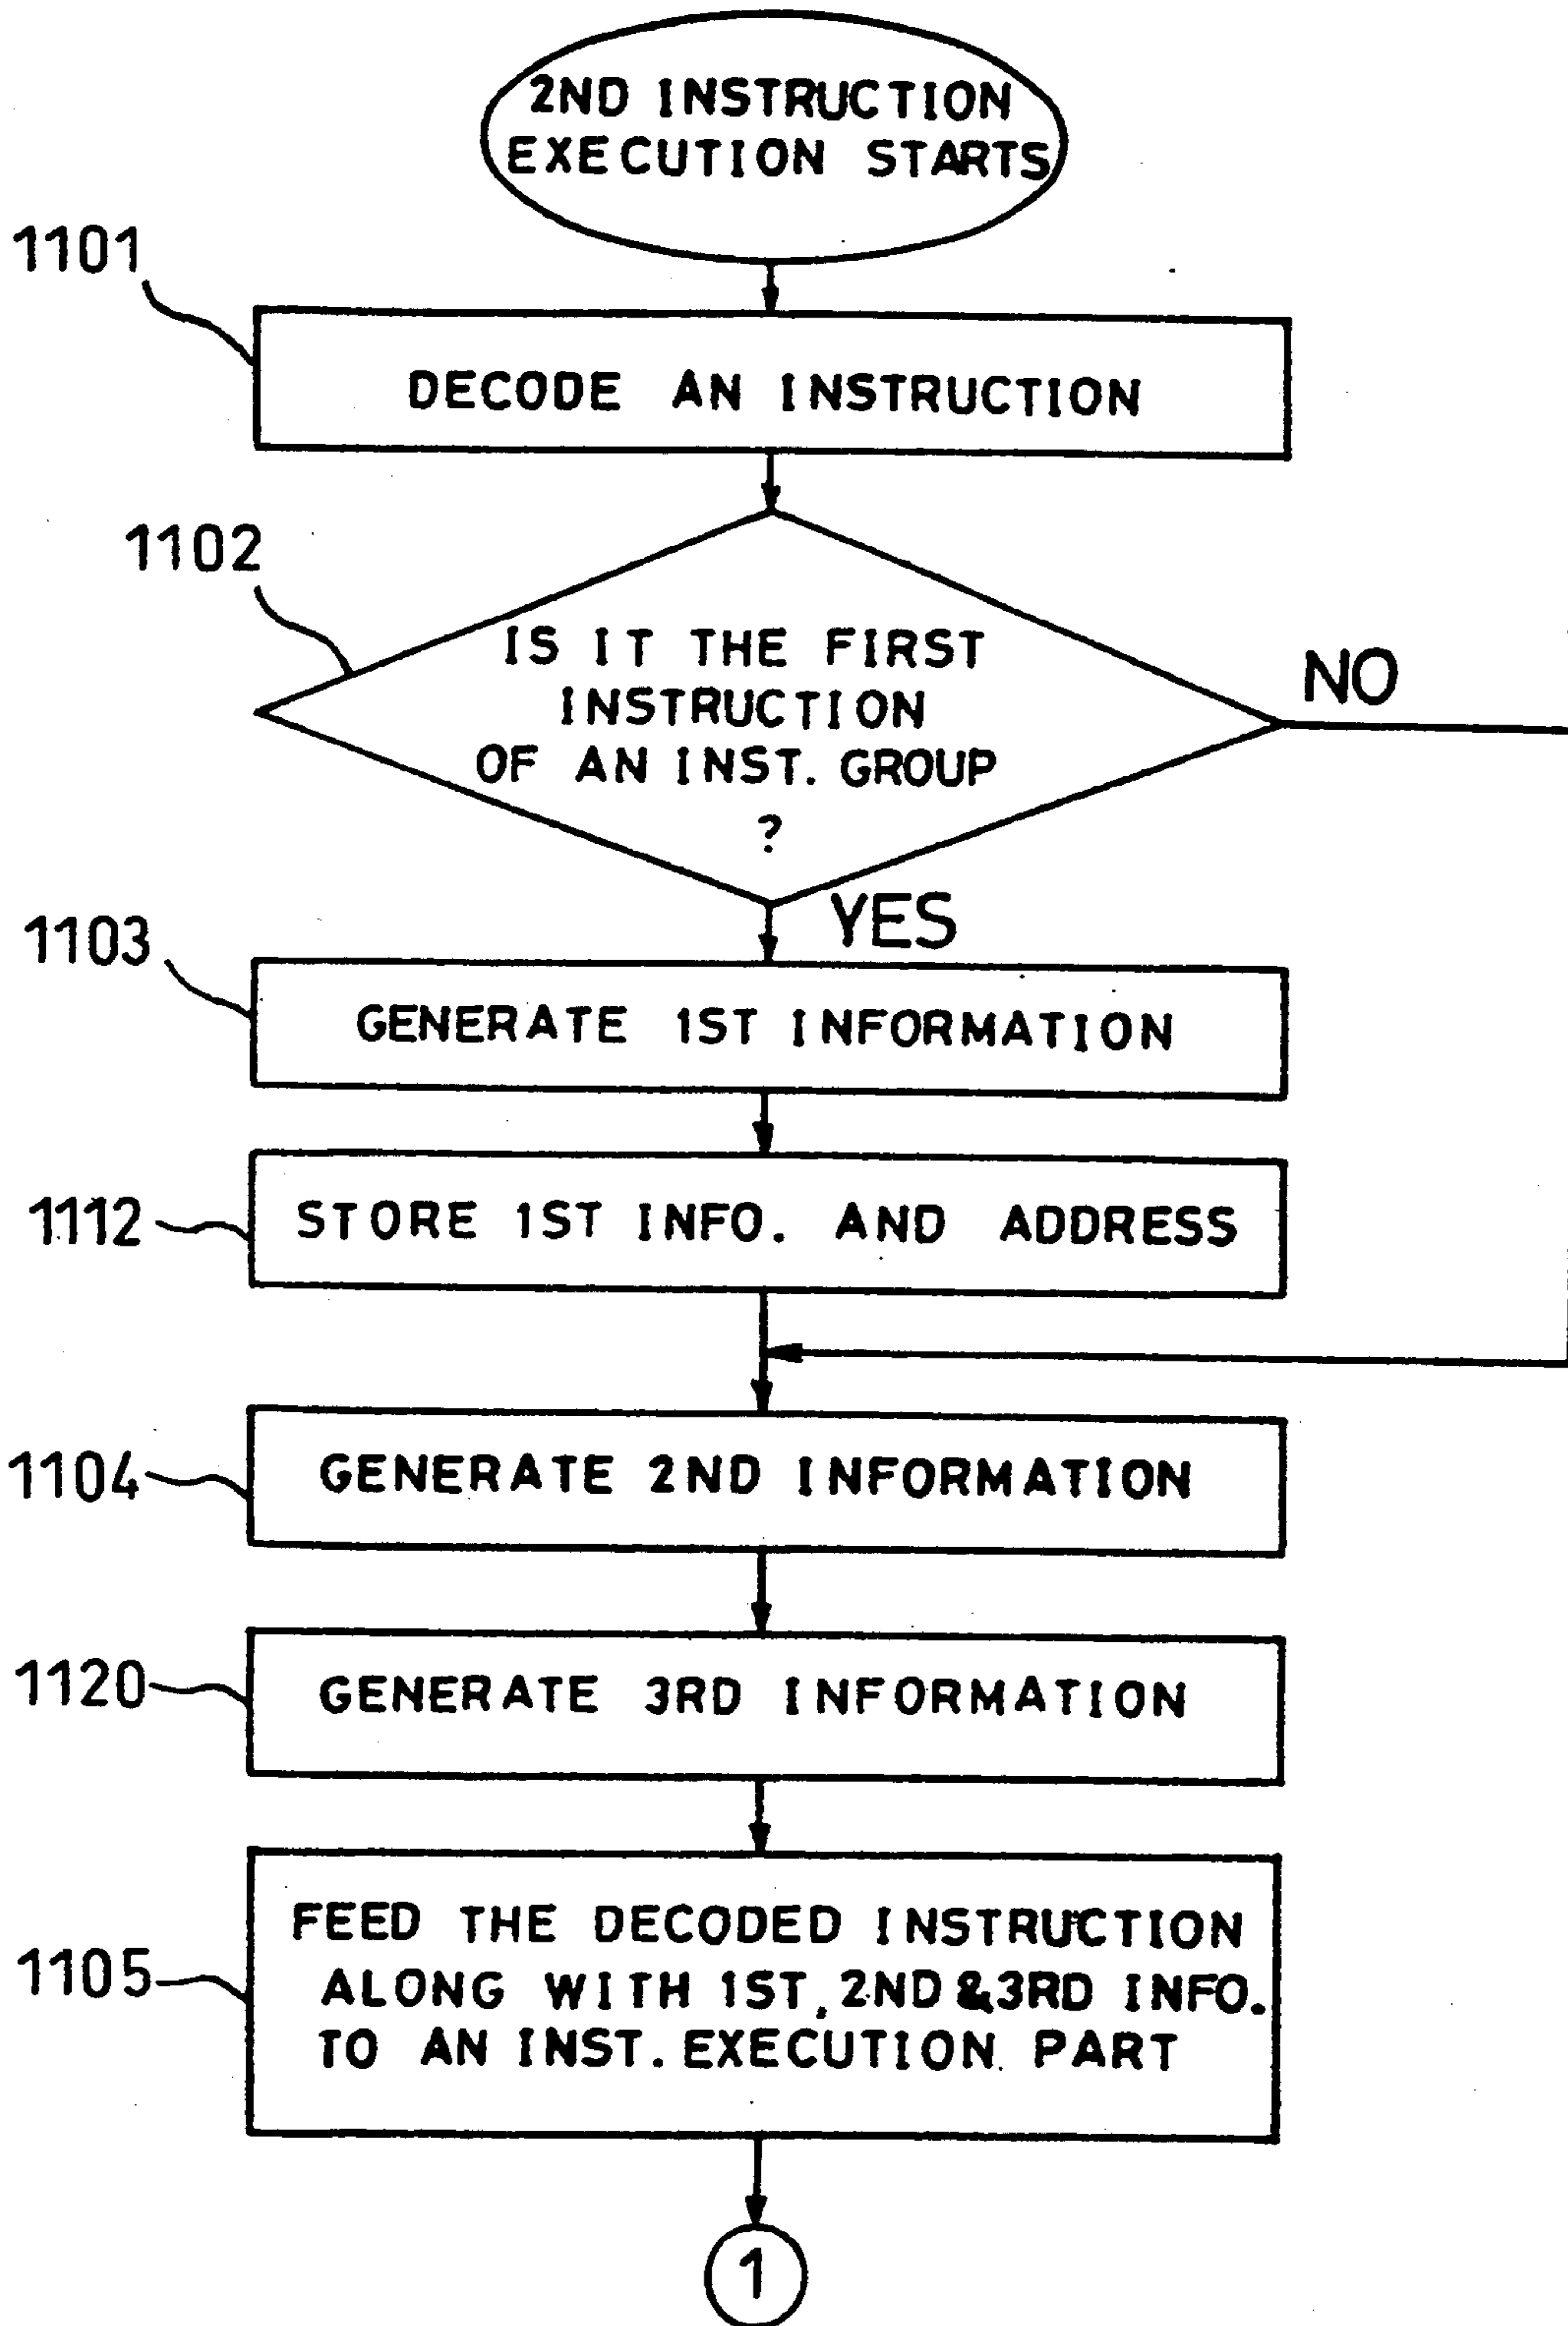 2ND INSTRUCTION
EXECUTION STARTS
1101
DECODE AN INSTRUCTION
1102
IS IT THE FIRST
INSTRUCTION
OF AN INST. GROUP
?
NO
YES
1103
GENERATE 1ST INFORMATION
1112
STORE 1ST INFO. AND ADDRESS
1104
GENERATE 2ND INFORMATION
1120
GENERATE 3RD INFORMATION
1105
FEED THE DECODED INSTRUCTION
ALONG WITH 1ST, 2ND & 3RD INFO.
TO AN INST. EXECUTION PART
1